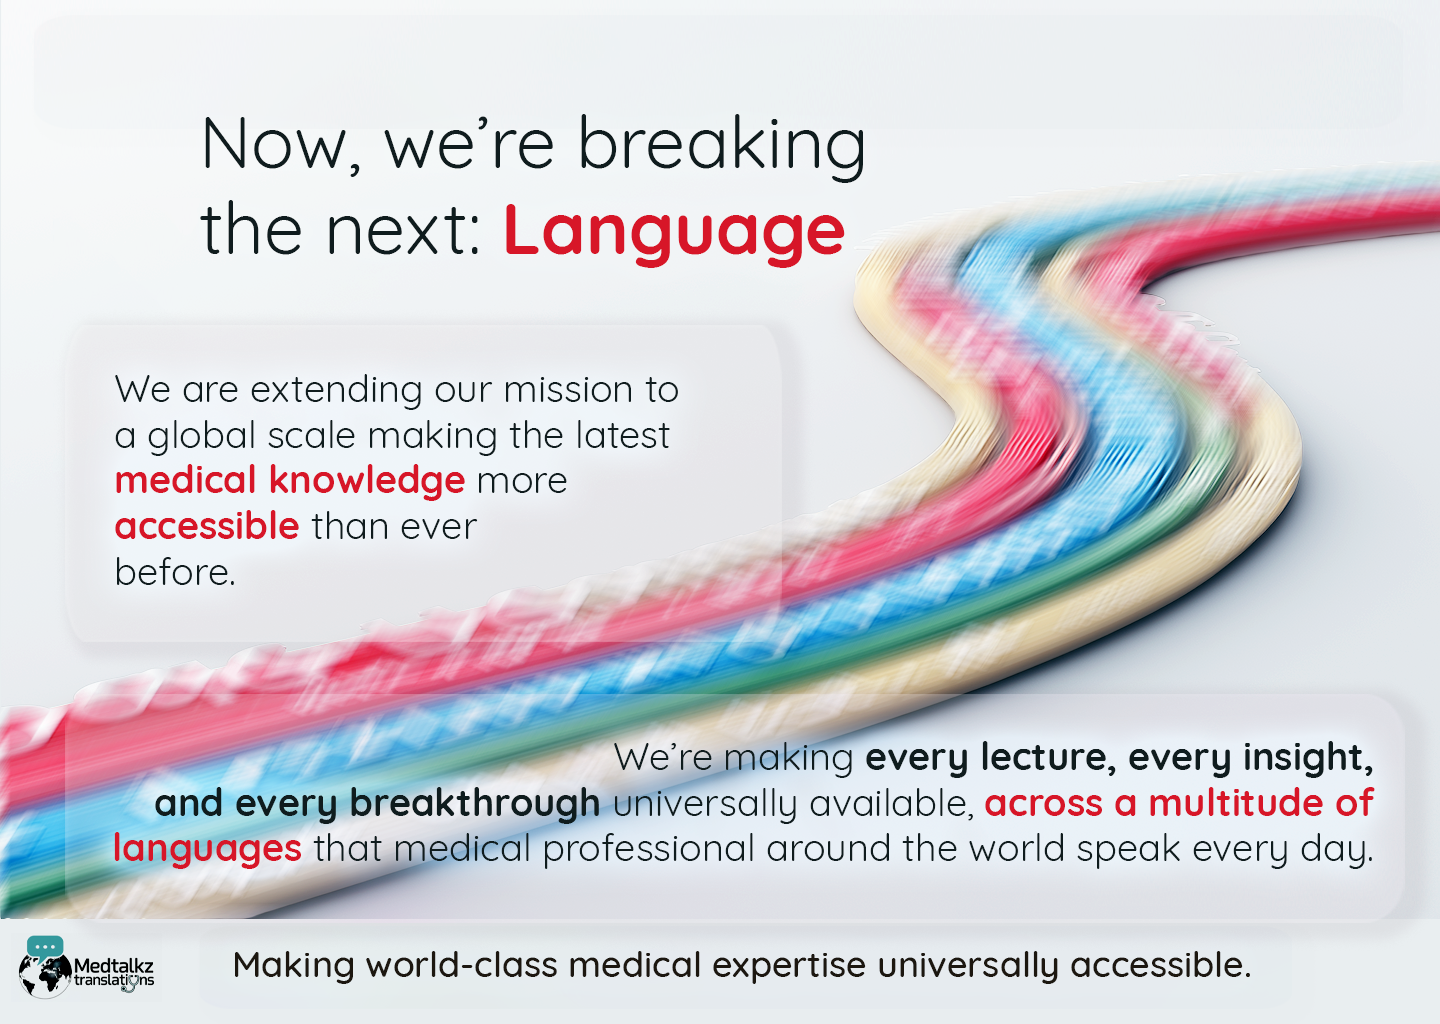 Now, we’re breaking
the next: Language
We are extending our mission to
a global scale making the latest
medical knowledge more
accessible than ever
before.
We’re making every lecture, every insight,
and every breakthrough universally available, across a multitude of
languages that medical professional around the world speak every day.
Medtalkz
translations
Making world-class medical expertise universally accessible.